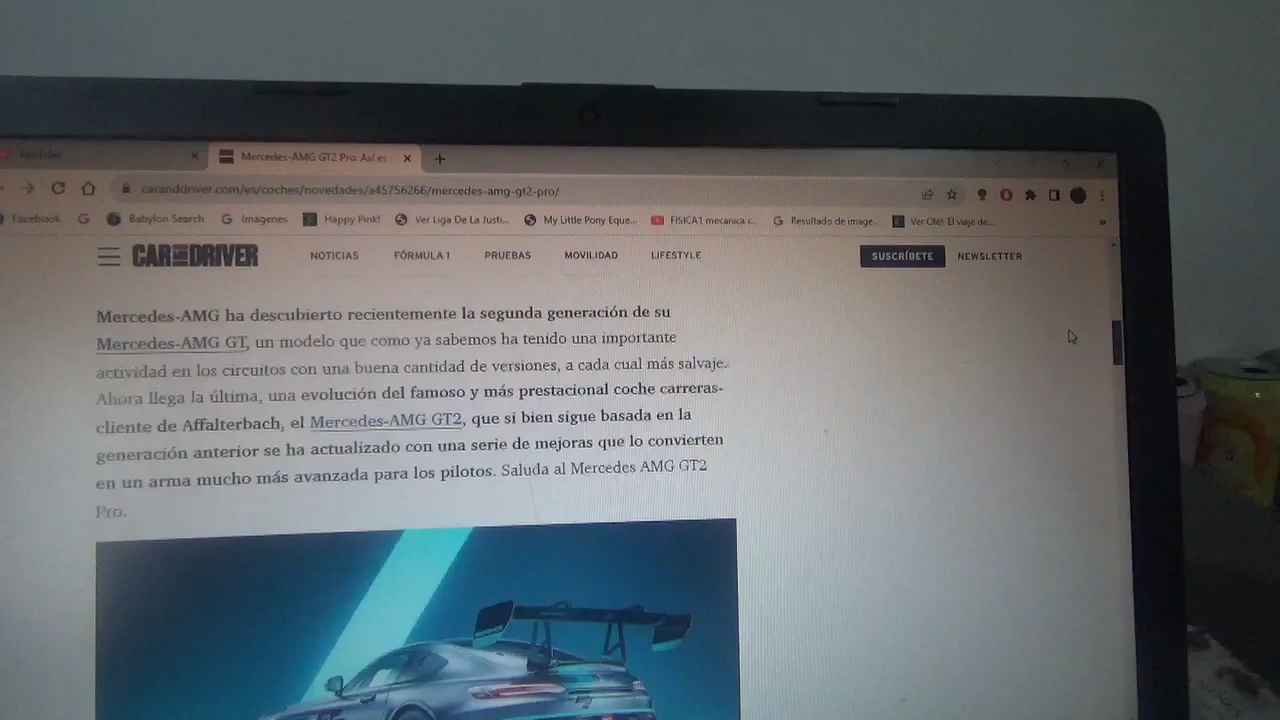 YouTube
Mercedes-AMG GT2 Pro: Así es
caranddriver.com/es/coches/novedades/a45756266/mercedes-amg-gt2-pro/
Facebook
Babylon Search
Imágenes
Happy Pink!
Ver Liga De La Justi...
My Little Pony Eque...
FISICA1 mecanica c...
Resultado de image...
Ver Olé! El viaje de...
CAR AND DRIVER
NOTICIAS
FÓRMULA 1
PRUEBAS
MOVILIDAD
LIFESTYLE
SUSCRÍBETE
NEWSLETTER
Mercedes-AMG ha descubierto recientemente la segunda generación de su
Mercedes-AMG GT, un modelo que como ya sabemos ha tenido una importante
actividad en los circuitos con una buena cantidad de versiones, a cada cual más salvaje.
Ahora llega la última, una evolución del famoso y más prestacional coche carreras-
cliente de Affalterbach, el Mercedes-AMG GT2, que si bien sigue basada en la
generación anterior se ha actualizado con una serie de mejoras que lo convierten
en un arma mucho más avanzada para los pilotos. Saluda al Mercedes AMG GT2
Pro.